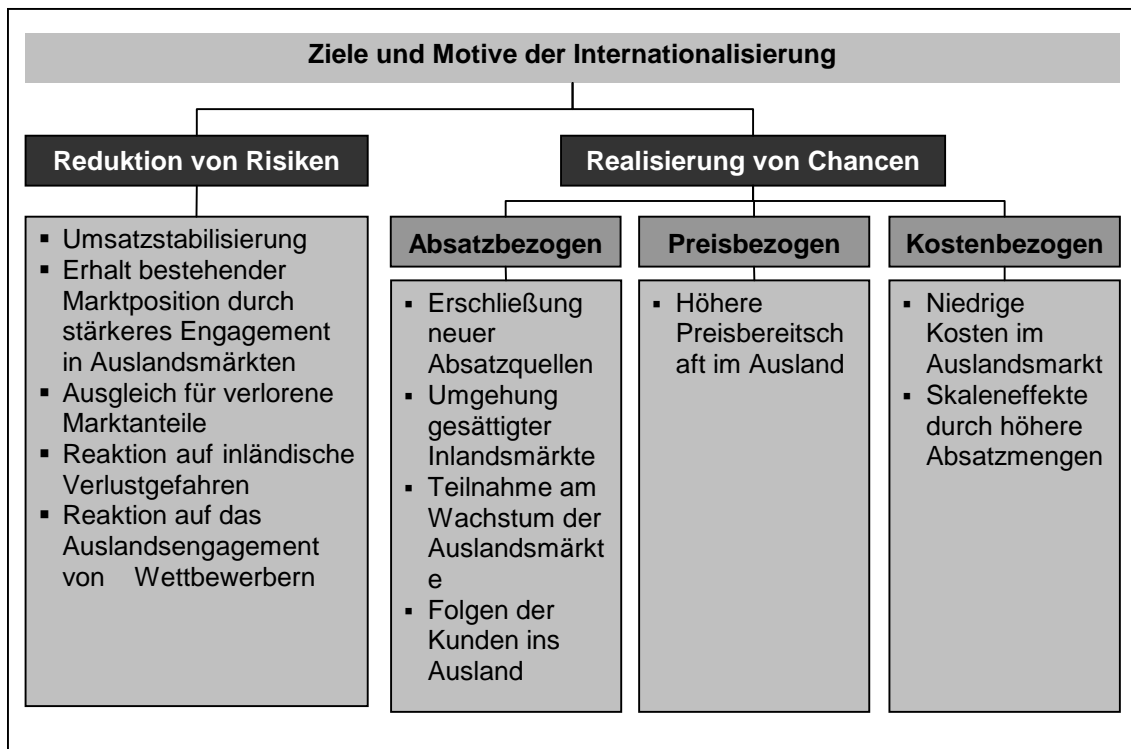 Ziele und Motive der Internationalisierung
Reduktion von Risiken
▪ Umsatzstabilisierung
▪ Erhalt bestehender
Marktposition durch
stärkeres Engagement
in Auslandsmärkten
▪ Ausgleich für verlorene
Marktanteile
▪ Reaktion auf inländische
Verlustgefahren
▪ Reaktion auf das
Auslandsengagement
von Wettbewerbern
Realisierung von Chancen
Absatzbezogen
▪ Erschließung
neuer
Absatzquellen
▪ Umgehung
gesättigter
Inlandsmärkte
▪ Teilnahme am
Wachstum der
Auslandsmärkt
e
▪ Folgen der
Kunden ins
Ausland
Preisbezogen
▪ Höhere
Preisbereitsch
aft im Ausland
Kostenbezogen
▪ Niedrige
Kosten im
Auslandsmarkt
▪ Skaleneffekte
durch höhere
Absatzmengen